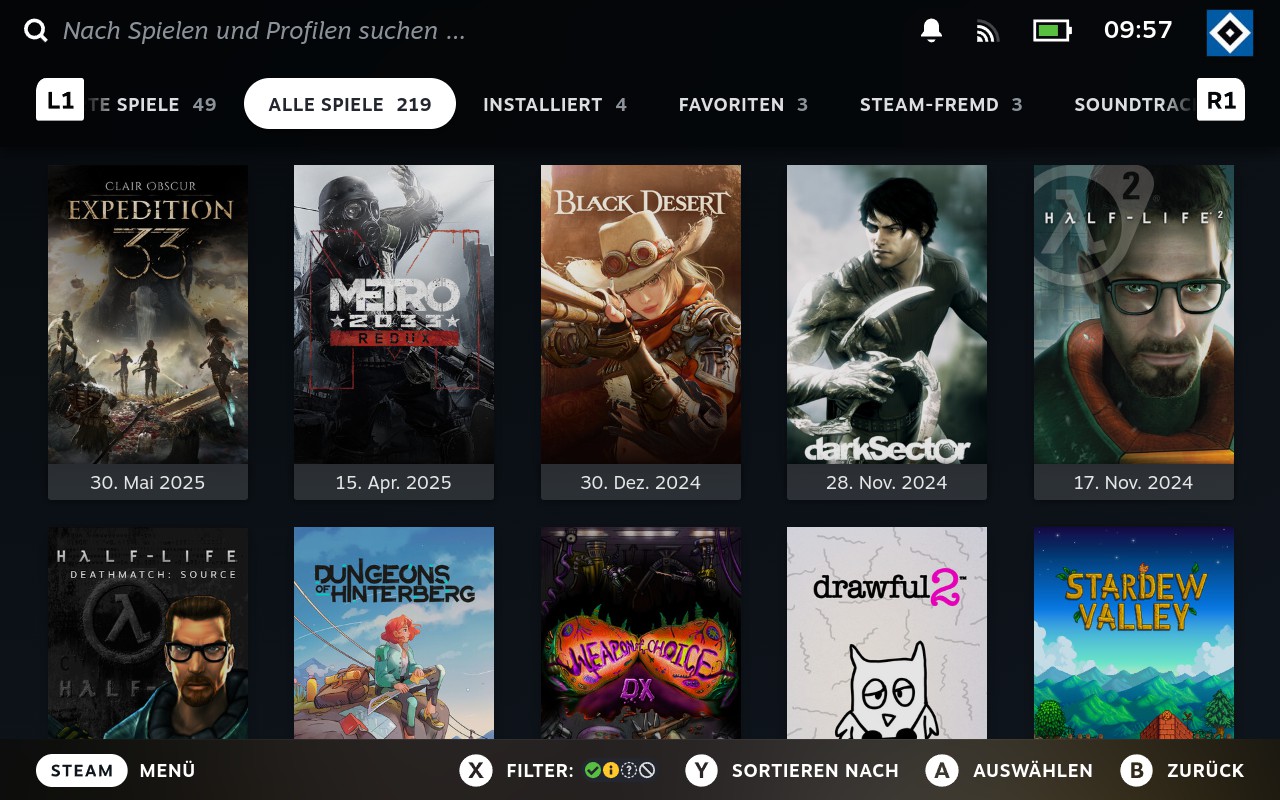 Nach Spielen und Profilen suchen ...
09:57
L1
TE SPIELE 49
ALLE SPIELE 219
INSTALLIERT 4
FAVORITEN 3
STEAM-FREMD 3
SOUNDTRAC
R1
CLAIR OBSCUR
EXPEDITION
33
METRO
2033
REDUX
BLACK DESERT
darkSector
2
HALF-LIFE²
30. Mai 2025
15. Apr. 2025
30. Dez. 2024
28. Nov. 2024
17. Nov. 2024
HALF-LIFE
DEATHMATCH: SOURCE
HALF-
DUNGEONS
OF HINTERBERG
WEAPON of CHOICE
DX
drawful 2™
STARDEW
VALLEY
STEAM MENÜ
X FILTER:
Y SORTIEREN NACH
A AUSWÄHLEN
B ZURÜCK